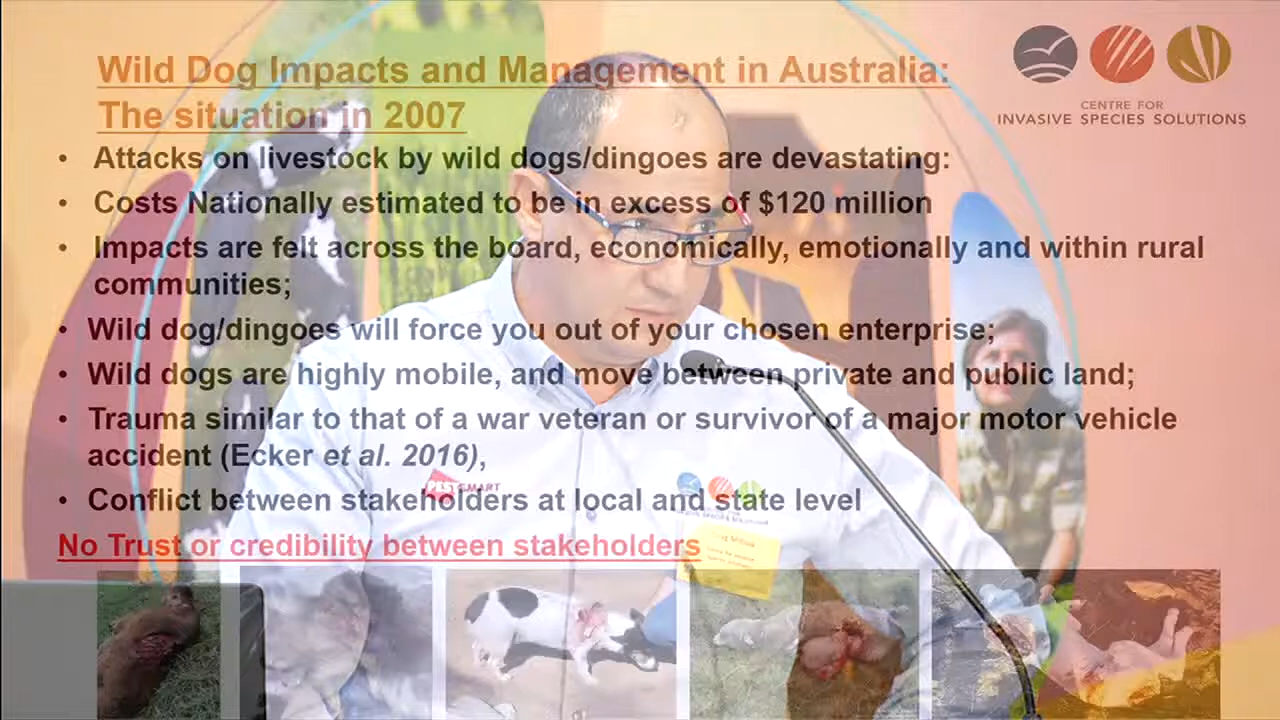 Wild Dog Impacts and Management in Australia:
The situation in 2007
CENTRE FOR
INVASIVE SPECIES SOLUTIONS
• Attacks on livestock by wild dogs/dingoes are devastating:
• Costs Nationally estimated to be in excess of $120 million
• Impacts are felt across the board, economically, emotionally and within rural
communities;
• Wild dog/dingoes will force you out of your chosen enterprise;
• Wild dogs are highly mobile, and move between private and public land;
• Trauma similar to that of a war veteran or survivor of a major motor vehicle
accident (Ecker et al. 2016),
• Conflict between stakeholders at local and state level
PESTSMART
No Trust or credibility between stakeholders